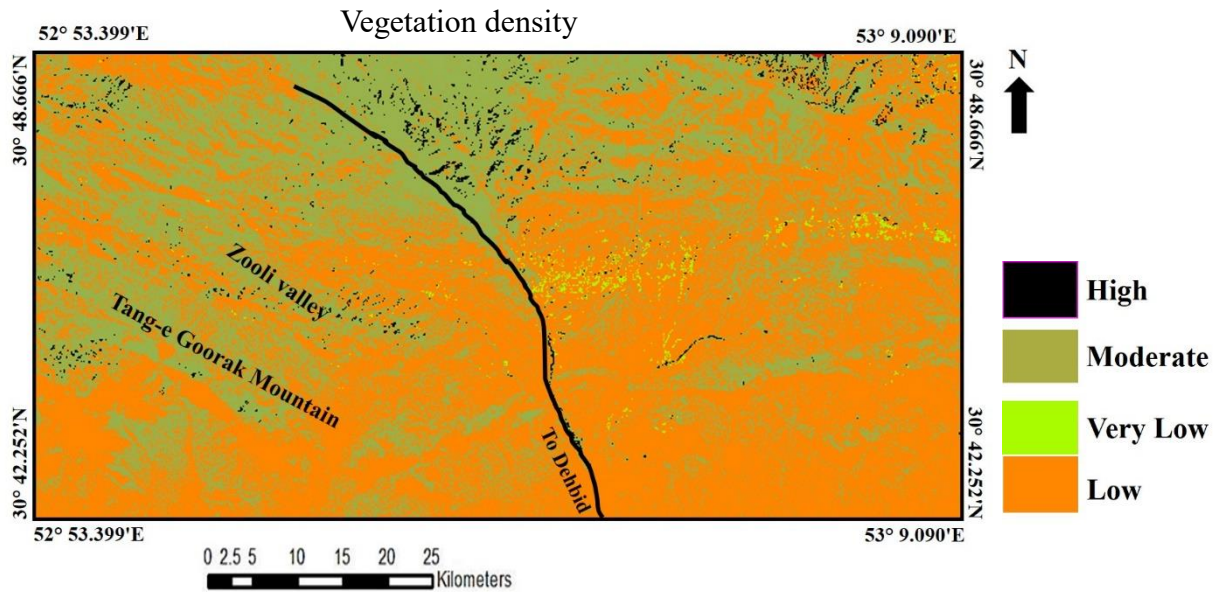 Vegetation density
52° 53.399'E
53° 9.090'E
N
30° 48.666'N
30° 48.666'N
Zooli valley
Tang-e Goorak Mountain
High
Moderate
Very Low
Low
30° 42.252'N
30° 42.252'N
To Dehbid
52° 53.399'E
53° 9.090'E
0 2.5 5 10 15 20 25
Kilometers